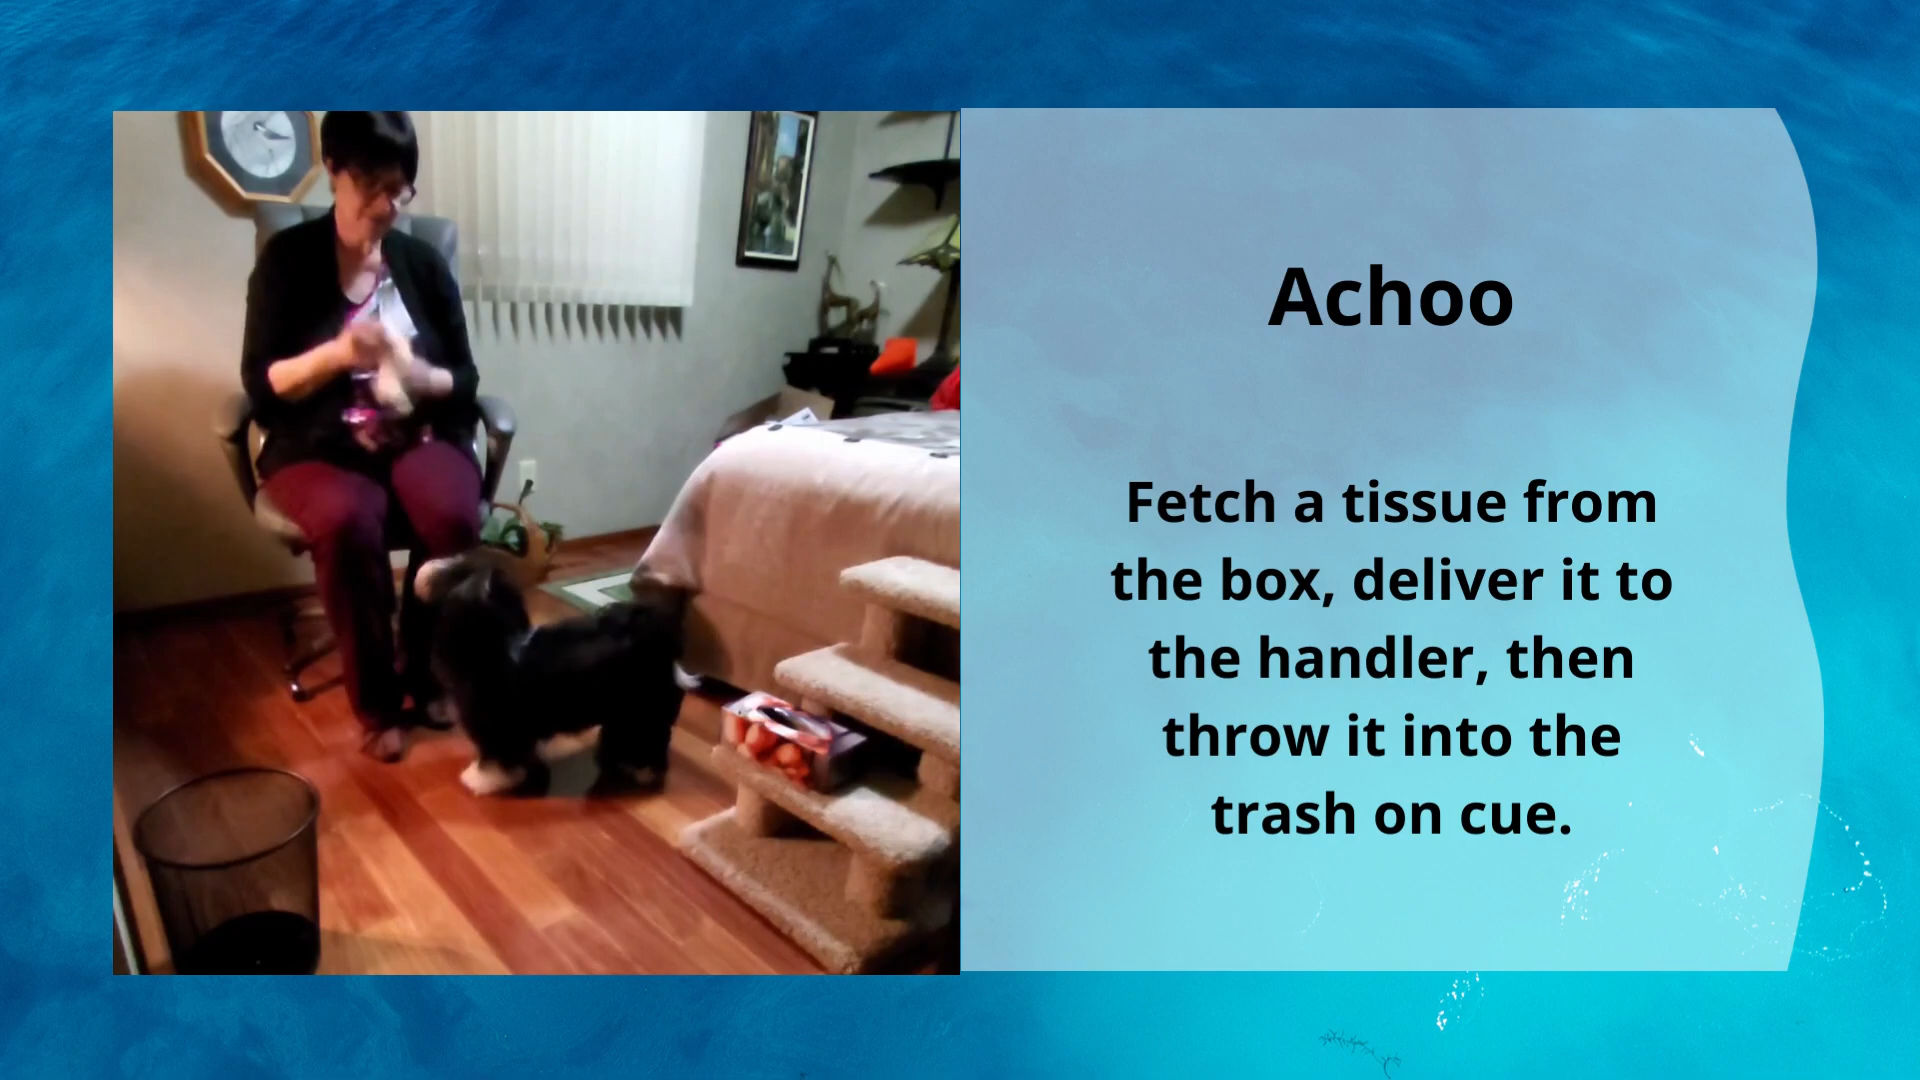 Achoo
Fetch a tissue from
the box, deliver it to
the handler, then
throw it into the
trash on cue.